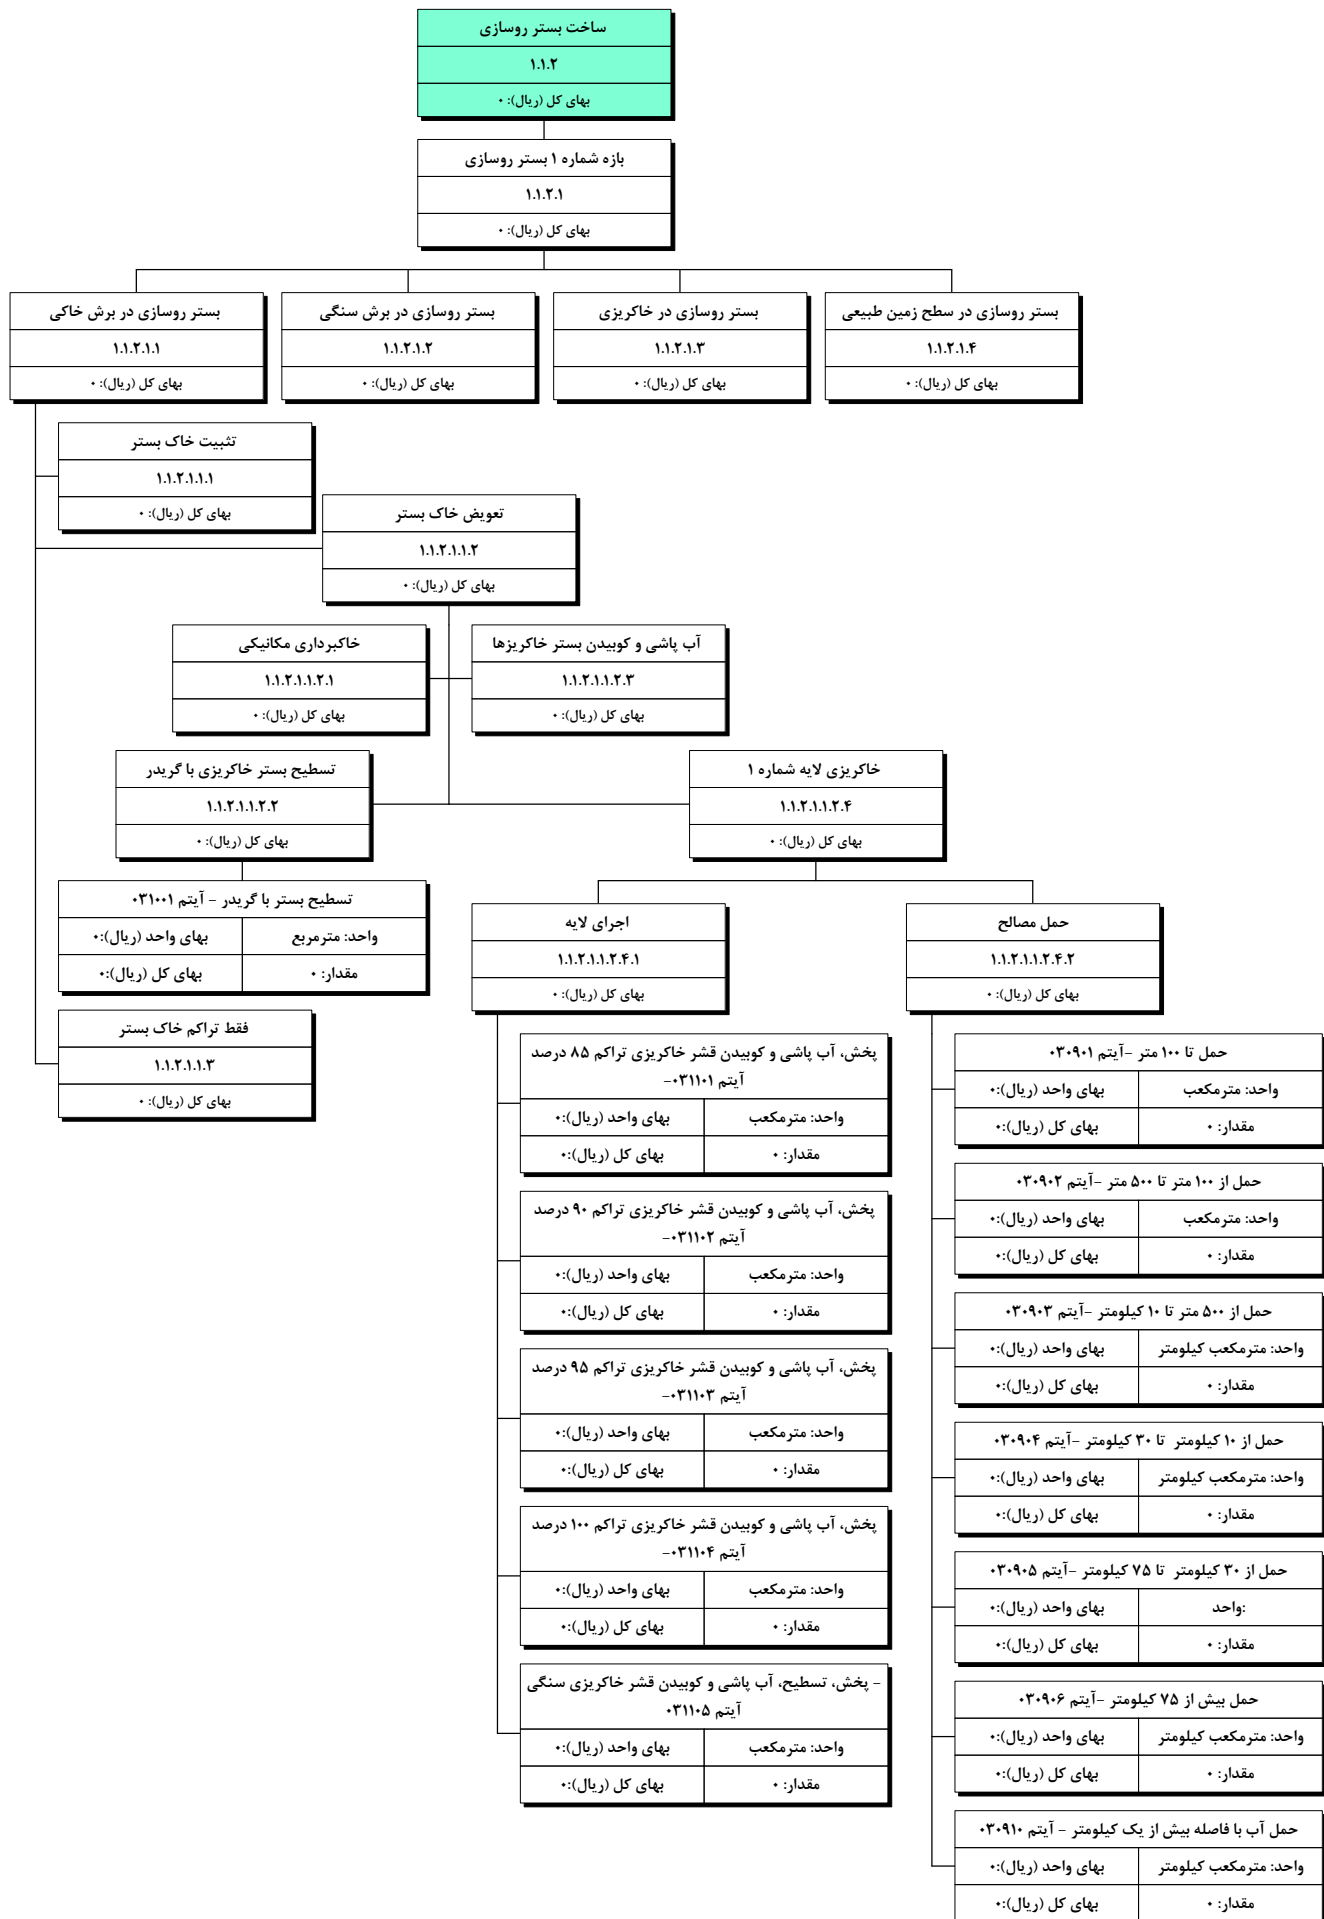 ساخت بستر روسازی
۱.۱.۲
بهای کل (ریال): ۰
بازه شماره ۱ بستر روسازی
۱.۱.۲.۱
بهای کل (ریال): ۰
بستر روسازی در برش خاکی
۱.۱.۲.۱.۱
بهای کل (ریال): ۰
بستر روسازی در برش سنگی
۱.۱.۲.۱.۲
بهای کل (ریال): ۰
بستر روسازی در خاکریزی
۱.۱.۲.۱.۳
بهای کل (ریال): ۰
بستر روسازی در سطح زمین طبیعی
۱.۱.۲.۱.۴
بهای کل (ریال): ۰
تثبیت خاک بستر
۱.۱.۲.۱.۱.۱
بهای کل (ریال): ۰
تعویض خاک بستر
۱.۱.۲.۱.۱.۲
بهای کل (ریال): ۰
خاکبرداری مکانیکی
۱.۱.۲.۱.۱.۲.۱
بهای کل (ریال): ۰
آب پاشی و کوبیدن بستر خاکریزها
۱.۱.۲.۱.۱.۲.۳
بهای کل (ریال): ۰
تسطیح بستر خاکریزی با گریدر
۱.۱.۲.۱.۱.۲.۲
بهای کل (ریال): ۰
خاکریزی لایه شماره ۱
۱.۱.۲.۱.۱.۲.۴
بهای کل (ریال): ۰
تسطیح بستر با گریدر – آیتم ۰۳۱۰۰۱
واحد: مترمربع
بهای واحد (ریال):۰
مقدار: ۰
بهای کل (ریال):۰
فقط تراکم خاک بستر
۱.۱.۲.۱.۱.۳
بهای کل (ریال): ۰
اجرای لایه
۱.۱.۲.۱.۱.۲.۴.۱
بهای کل (ریال): ۰
حمل مصالح
۱.۱.۲.۱.۱.۲.۴.۲
بهای کل (ریال): ۰
پخش، آب پاشی و کوبیدن قشر خاکریزی تراکم ۸۵ درصد
آیتم ۰۳۱۱۰۱–
واحد: مترمکعب
بهای واحد (ریال):۰
مقدار: ۰
بهای کل (ریال):۰
پخش، آب پاشی و کوبیدن قشر خاکریزی تراکم ۹۰ درصد
آیتم ۰۳۱۱۰۲–
واحد: مترمکعب
بهای واحد (ریال):۰
مقدار: ۰
بهای کل (ریال):۰
پخش، آب پاشی و کوبیدن قشر خاکریزی تراکم ۹۵ درصد
آیتم ۰۳۱۱۰۳–
واحد: مترمکعب
بهای واحد (ریال):۰
مقدار: ۰
بهای کل (ریال):۰
پخش، آب پاشی و کوبیدن قشر خاکریزی تراکم ۱۰۰ درصد
آیتم ۰۳۱۱۰۴–
واحد: مترمکعب
بهای واحد (ریال):۰
مقدار: ۰
بهای کل (ریال):۰
– پخش، تسطیح، آب پاشی و کوبیدن قشر خاکریزی سنگی
آیتم ۰۳۱۱۰۵
واحد: مترمکعب
بهای واحد (ریال):۰
مقدار: ۰
بهای کل (ریال):۰
حمل تا ۱۰۰ متر –آیتم ۰۳۰۹۰۱
واحد: مترمکعب
بهای واحد (ریال):۰
مقدار: ۰
بهای کل (ریال):۰
حمل از ۱۰۰ متر تا ۵۰۰ متر –آیتم ۰۳۰۹۰۲
واحد: مترمکعب
بهای واحد (ریال):۰
مقدار: ۰
بهای کل (ریال):۰
حمل از ۵۰۰ متر تا ۱۰ کیلومتر –آیتم ۰۳۰۹۰۳
واحد: مترمکعب کیلومتر
بهای واحد (ریال):۰
مقدار: ۰
بهای کل (ریال):۰
حمل از ۱۰ کیلومتر تا ۳۰ کیلومتر –آیتم ۰۳۰۹۰۴
واحد: مترمکعب کیلومتر
بهای واحد (ریال):۰
مقدار: ۰
بهای کل (ریال):۰
حمل از ۳۰ کیلومتر تا ۷۵ کیلومتر –آیتم ۰۳۰۹۰۵
:واحد
بهای واحد (ریال):۰
مقدار: ۰
بهای کل (ریال):۰
حمل بیش از ۷۵ کیلومتر –آیتم ۰۳۰۹۰۶
واحد: مترمکعب کیلومتر
بهای واحد (ریال):۰
مقدار: ۰
بهای کل (ریال):۰
حمل آب با فاصله بیش از یک کیلومتر – آیتم ۰۳۰۹۱۰
واحد: مترمکعب کیلومتر
بهای واحد (ریال):۰
مقدار: ۰
بهای کل (ریال):۰